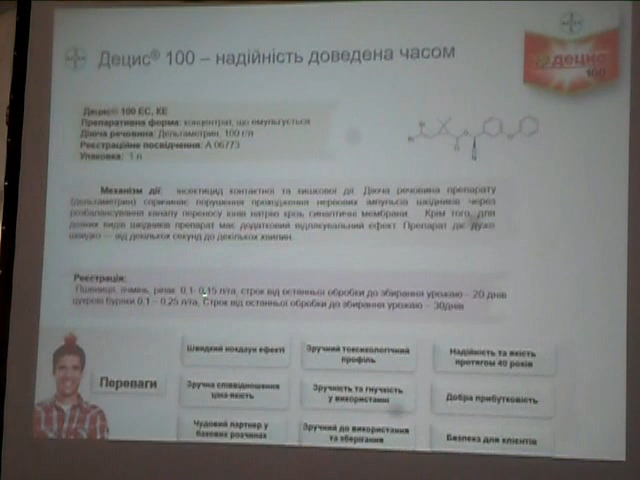 Децис® 100 – надійність доведена часом
децис
100
Децис® 100 ЕС, КЕ
Препаративна форма: концентрат, що емульгується
Діюча речовина: Дельтаметрин, 100 г/л
Реєстраційне посвідчення: А 06773
Упаковка: 1 л
Механізм дії: інсектицид контактної та кишкової дії. Діюча речовина препарату
(дельтаметрин) спричиняє порушення проходження нервових імпульсів шкідників через
розбалансування каналу переносу іонів натрію крізь синаптичні мембрани. Крім того, для
деяких видів шкідників препарат має додатковий відлякувальний ефект. Препарат діє дуже
швидко — від декількох секунд до декількох хвилин.
Реєстрація:
Пшениця, ячмінь, ріпак 0,1- 0,15 л/га, строк від останньої обробки до збирання урожаю – 20 днів
цукрові буряки 0,1 – 0,25 л/га, Строк від останньої обробки до збирання урожаю – 30днів
Переваги
Швидкий нокдаун ефект
Зручний токсикологічний
профіль
Надійність та якість
протягом 40 років
Зручна співвідношення
ціна-якість
Зручність та гнучкість
у використанні
Добра прибутковість
Чудовий партнер у
бакових розчинах
Зручний до використання
та зберігання
Безпека для клієнтів